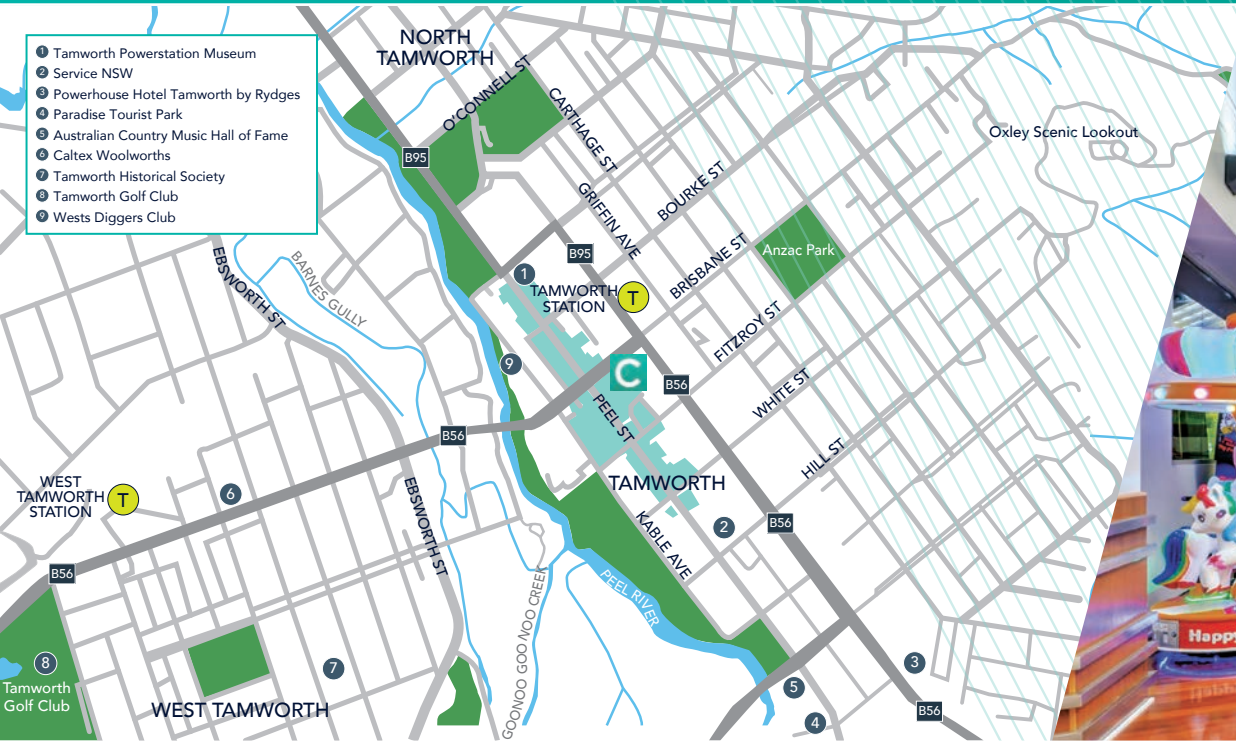 1 Tamworth Powerstation Museum
2 Service NSW
3 Powerhouse Hotel Tamworth by Rydges
4 Paradise Tourist Park
5 Australian Country Music Hall of Fame
6 Caltex Woolworths
7 Tamworth Historical Society
8 Tamworth Golf Club
9 Wests Diggers Club
NORTH
TAMWORTH
O'CONNELL ST
CARTHAGE ST
Oxley Scenic Lookout
B95
GRIFFIN AVE
BOURKE ST
BRISBANE ST
Anzac Park
B95
EBSWORTH ST
BARNES GULLY
1
TAMWORTH
STATION
T
FITZROY ST
9
C
B56
WHITE ST
PEEL ST
B56
HILL ST
WEST
TAMWORTH
STATION
T
6
EBSWORTH ST
TAMWORTH
KABLE AVE
2
B56
B56
GOONOO GOO NOO CREEK
PEEL RIVER
8
Tamworth
Golf Club
7
WEST TAMWORTH
3
5
4
B56
Happy